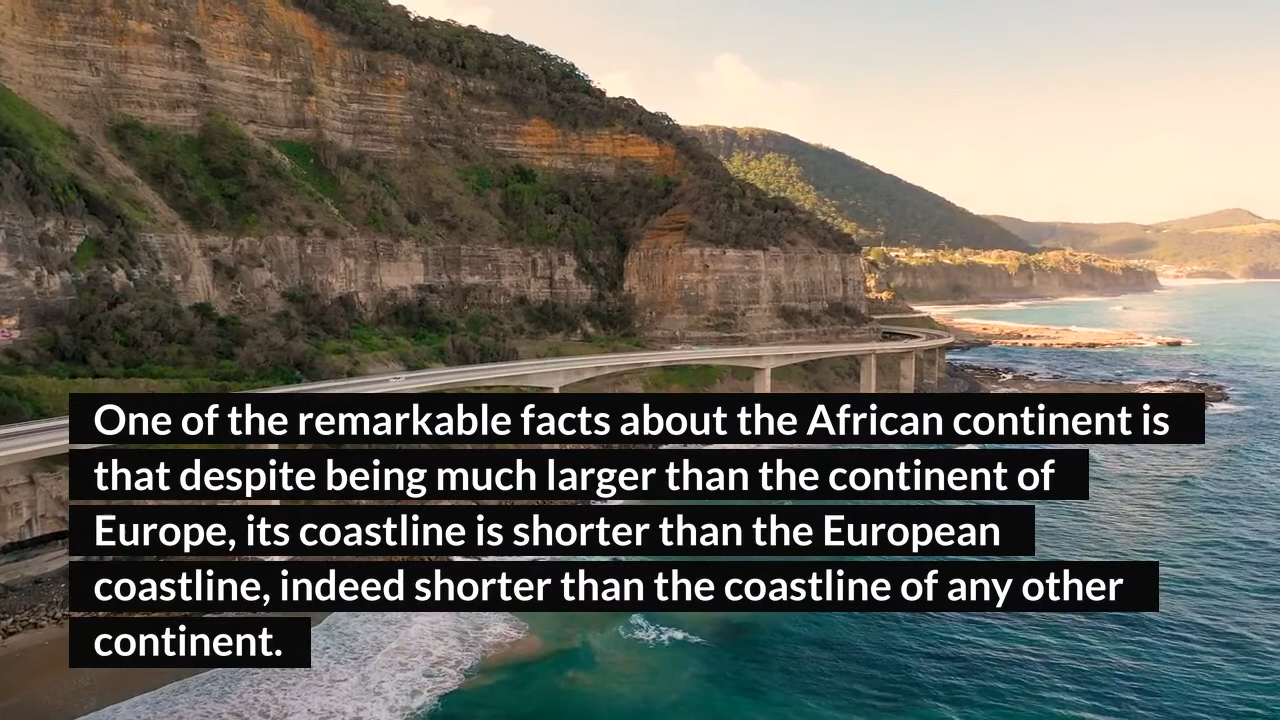 One of the remarkable facts about the African continent is
that despite being much larger than the continent of
Europe, its coastline is shorter than the European
coastline, indeed shorter than the coastline of any other
continent.